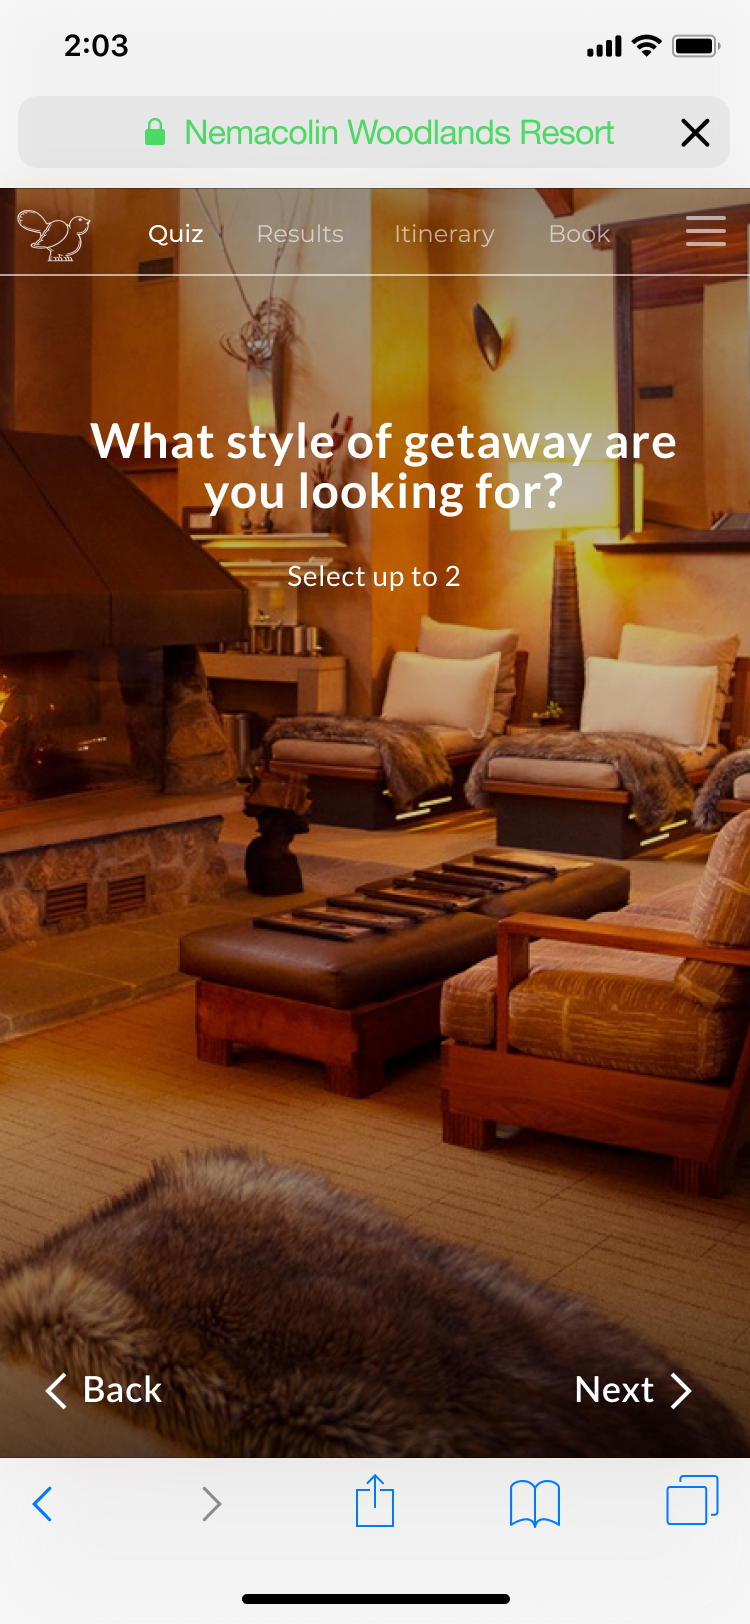 2:03
Nemacolin Woodlands Resort
Quiz Results Itinerary Book
What style of getaway are
you looking for?
Select up to 2
Back Next